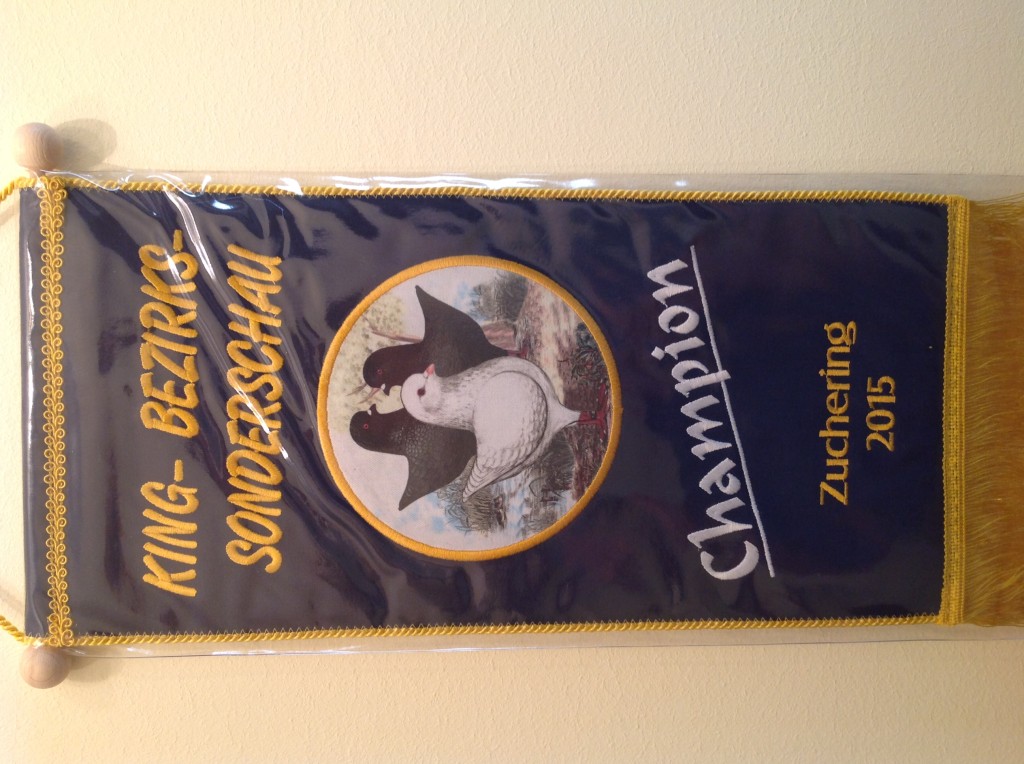 KING- BEZIRKS-
SONDERSCHAU
Champion
Zuchering
2015